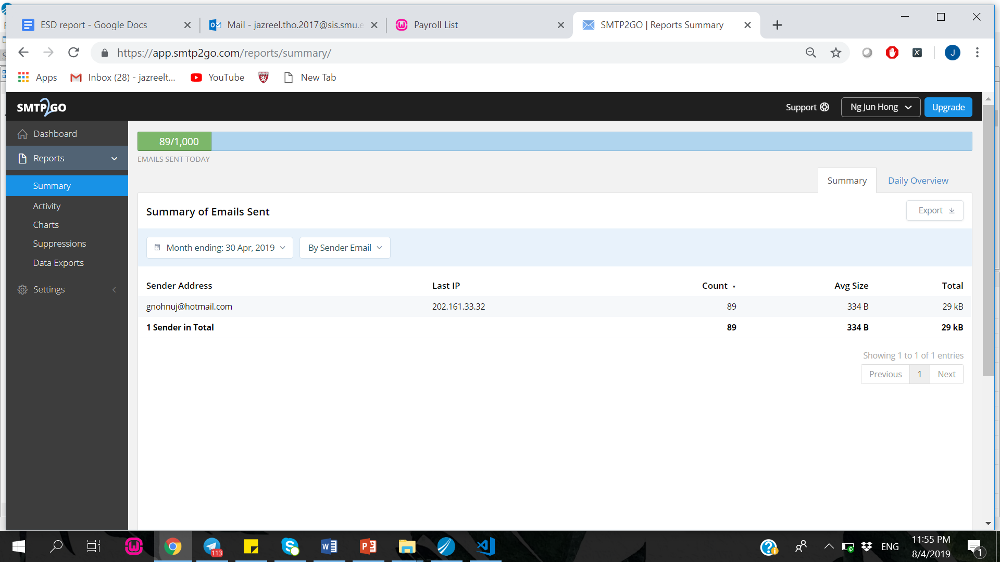 ESD report - Google Docs
Mail - jazreel.tho.2017@sis.smu.e
Payroll List
SMTP2GO | Reports Summary
https://app.smtp2go.com/reports/summary/
J
Apps
Inbox (28) - jazreelt...
YouTube
New Tab
SMTP2GO
Support
Ng Jun Hong
Upgrade
Dashboard
Reports
Summary
Activity
Charts
Suppressions
Data Exports
Settings
89/1,000
EMAILS SENT TODAY
Summary
Daily Overview
Summary of Emails Sent
Export
Month ending: 30 Apr, 2019
By Sender Email
Sender Address Last IP Count Avg Size Total
gnohnuj@hotmail.com 202.161.33.32 89 334 B 29 kB
1 Sender in Total 89 334 B 29 kB
Showing 1 to 1 of 1 entries
Previous 1 Next
113
ENG
11:55 PM
8/4/2019
1